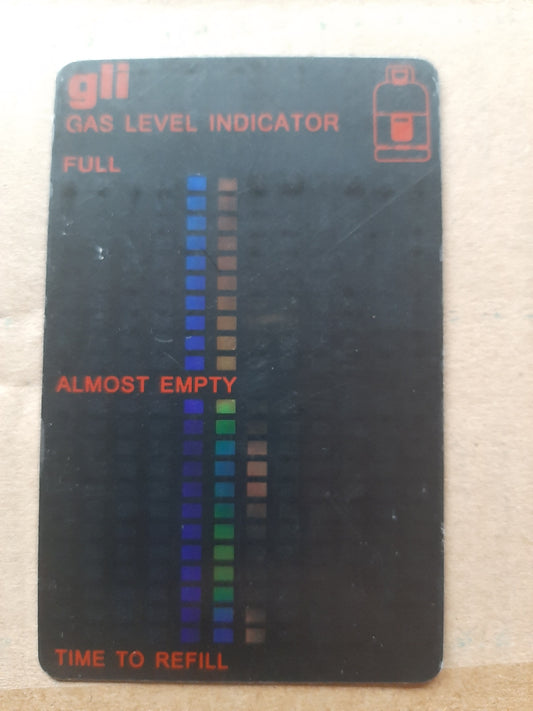 gli
GAS LEVEL INDICATOR
FULL
ALMOST EMPTY
TIME TO REFILL